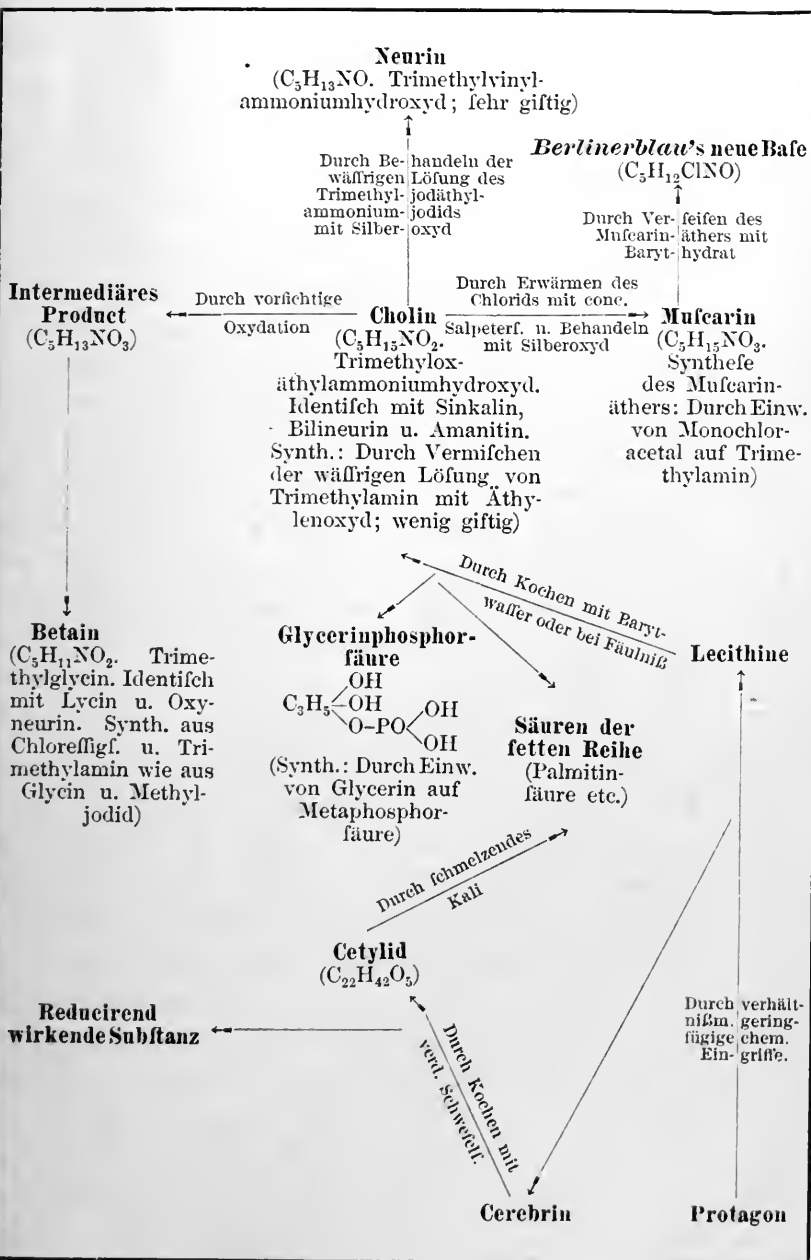 Neurin
(C₅H₁₃NO. Trimethylvinyl-
ammoniumhydroxyd; ſehr giftig)
Durch Be-handeln der
wäſſrigen Löſung des
Trimethyl-jodäthyl-
ammonium-jodids
mit Silber-oxyd
Berlinerblau's neue Baſe
(C₅H₁₂ClNO)
Durch Ver-ſeifen des
Muſcarin-äthers mit
Baryt-hydrat
Intermediäres
Product
(C₅H₁₃NO₃)
Durch vorſichtige
Oxydation
Cholin
(C₅H₁₅NO₂.
Trimethylox-
äthylammoniumhydroxyd.
Identiſch mit Sinkalin,
Bilineurin u. Amanitin.
Synth.: Durch Vermiſchen
der wäſſrigen Löſung von
Trimethylamin mit Äthy-
lenoxyd; wenig giftig)
Durch Erwärmen des
Chlorids mit conc.
Salpeterſ. u. Behandeln
mit Silberoxyd
Muſcarin
(C₅H₁₅NO₃.
Syntheſe
des Muſcarin-
äthers: Durch Einw.
von Monochlor-
acetal auf Trime-
thylamin)
Durch Kochen mit Baryt-
waſſer oder bei Fäulniß
Betain
(C₅H₁₁NO₂. Trime-
thylglycin. Identiſch
mit Lycin u. Oxy-
neurin. Synth. aus
Chloreſſigſ. u. Tri-
methylamin wie aus
Glycin u. Methyl-
jodid)
Glycerinphosphor-
ſäure
OH
C₃H₅–OH
O–PO OH
OH
(Synth.: Durch Einw.
von Glycerin auf
Metaphosphor-
ſäure)
Säuren der
fetten Reihe
(Palmitin-
ſäure etc.)
Lecithine
Durch ſchmelzendes
Kali
Cetylid
(C₂₂H₄₂O₅)
Reducirend
wirkende Subſtanz
Durch Kochen mit
verd. Schwefelſ.
Durch verhält-
nißm. gering-
fügige chem.
Ein-griffe.
Cerebrin
Protagon